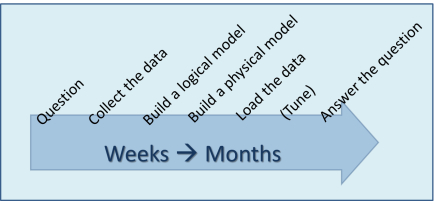 Question
Collect the data
Build a logical model
Build a physical model
Load the data
(Tune)
Answer the question
Weeks → Months